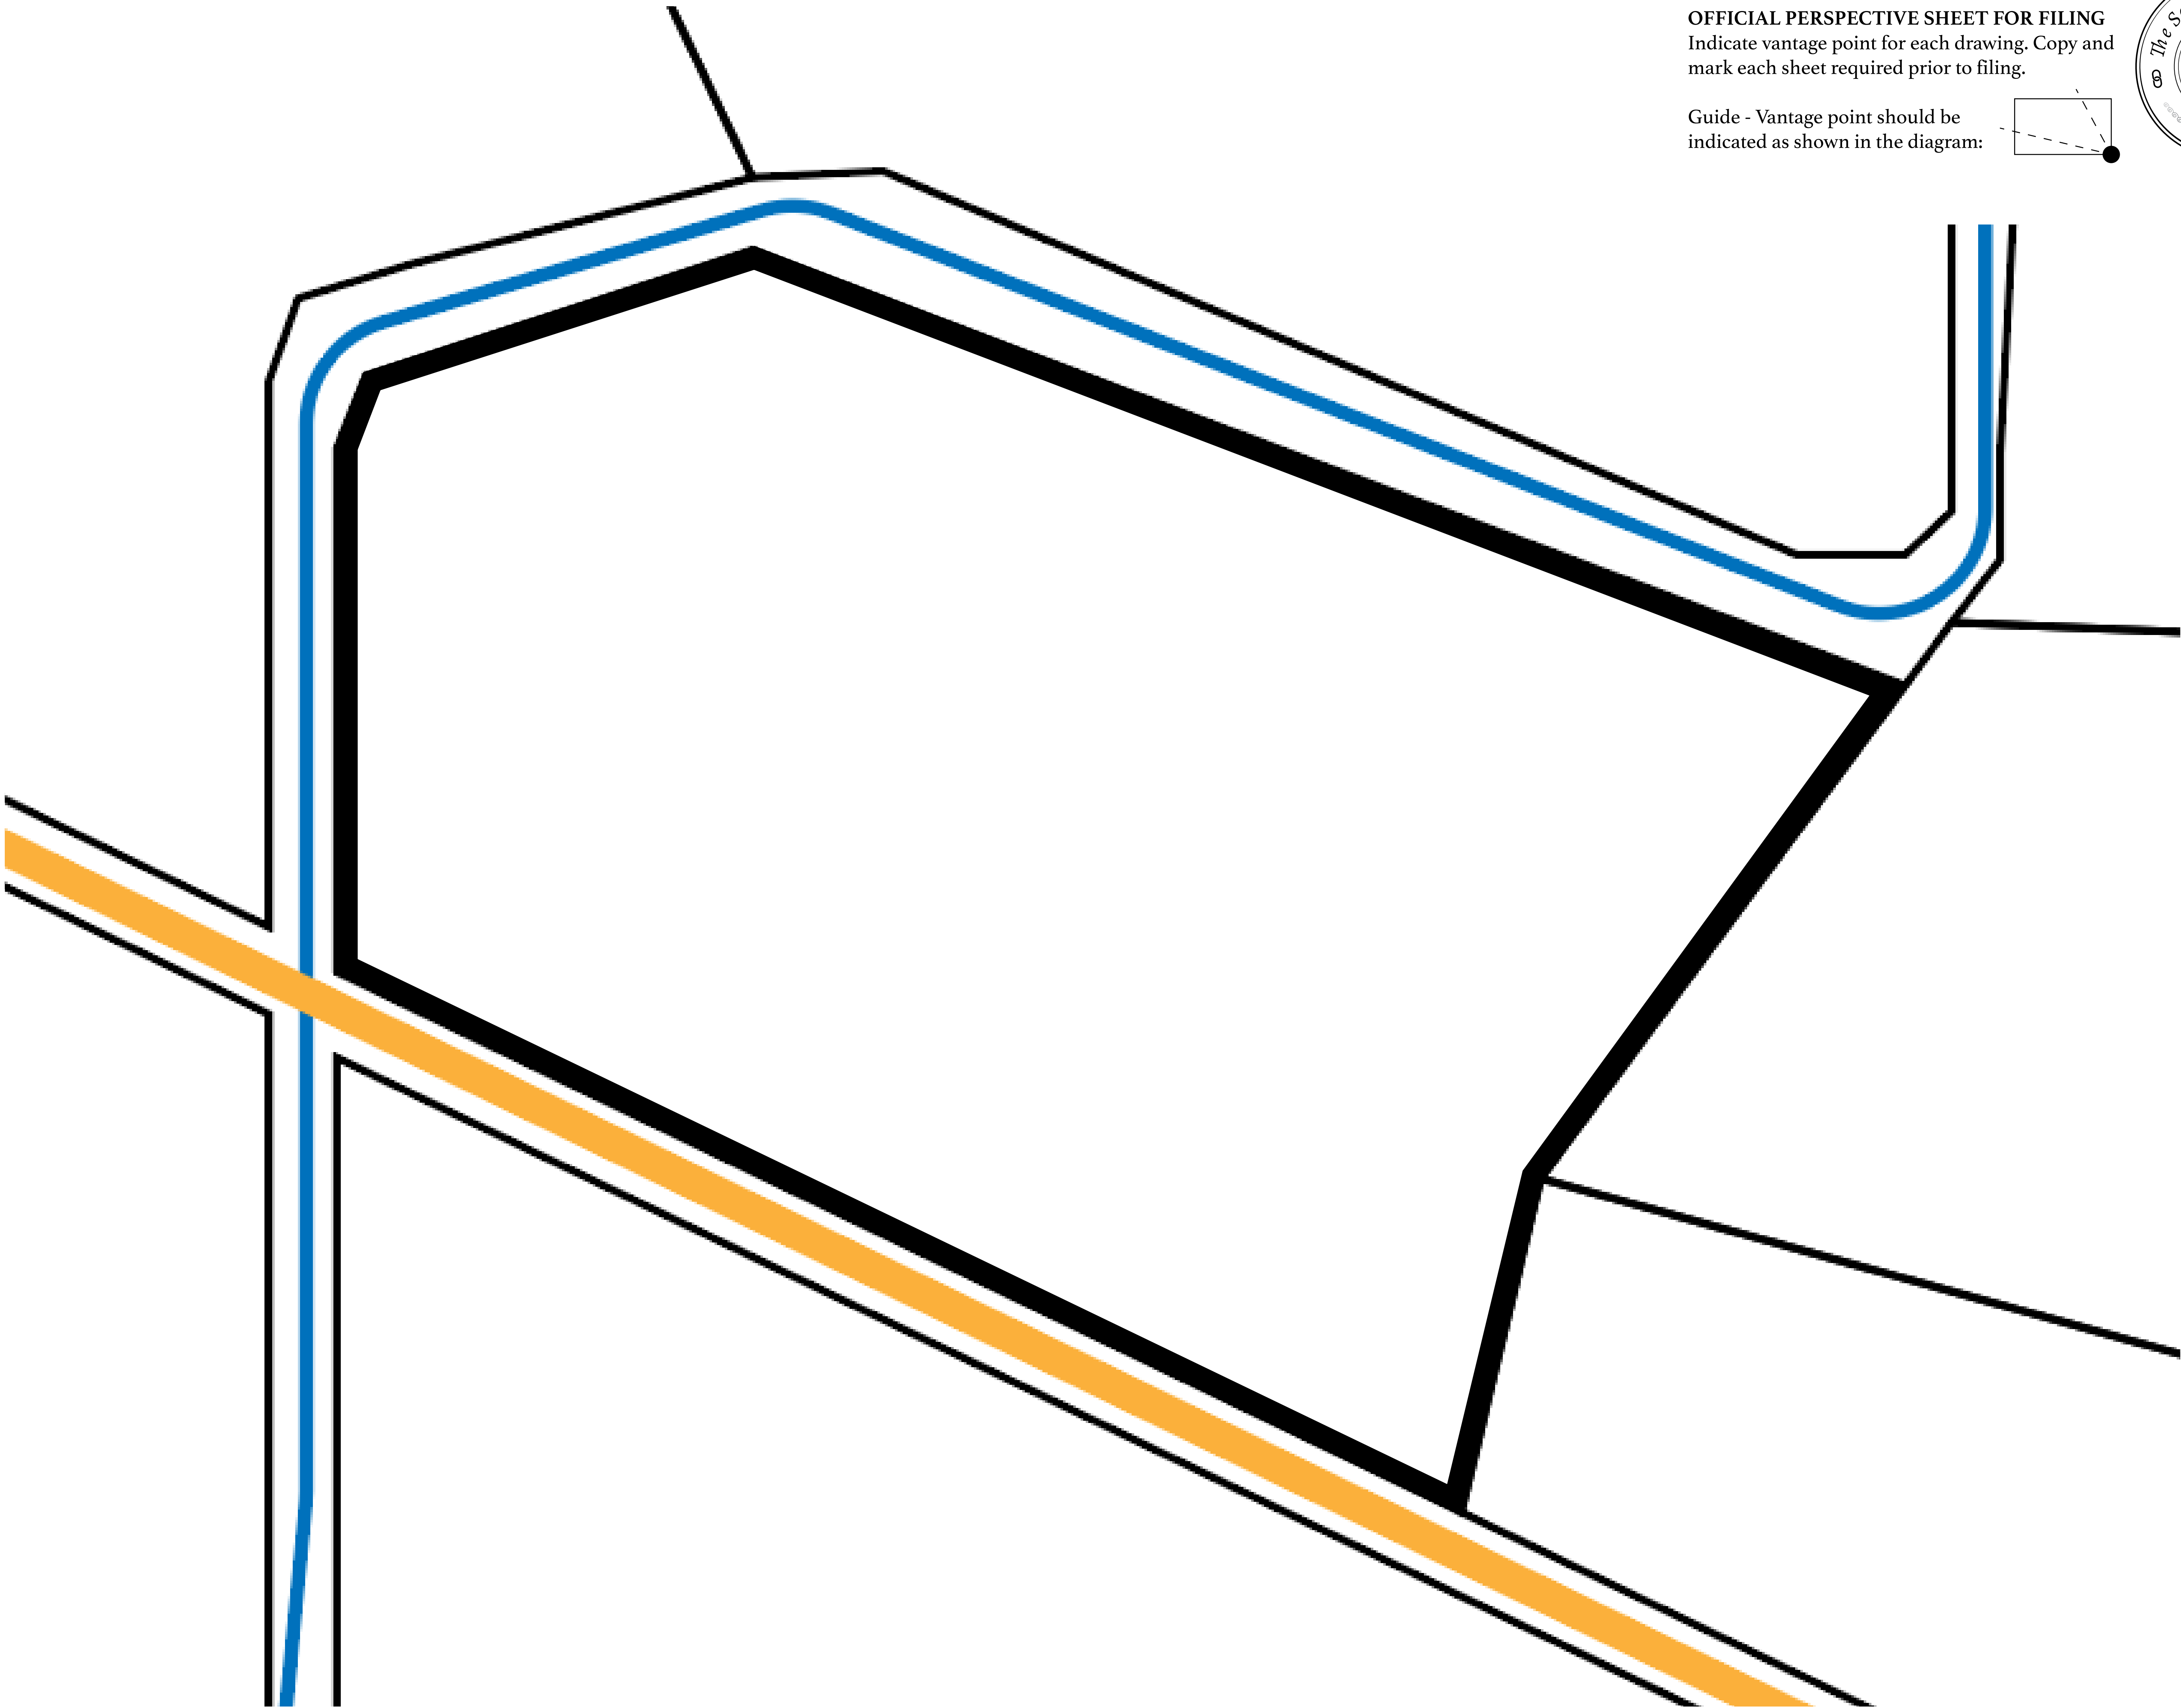 OFFICIAL PERSPECTIVE SHEET FOR FILING
Indicate vantage point for each drawing. Copy and
mark each sheet required prior to filing.
Guide - Vantage point should be
indicated as shown in the diagram:
The